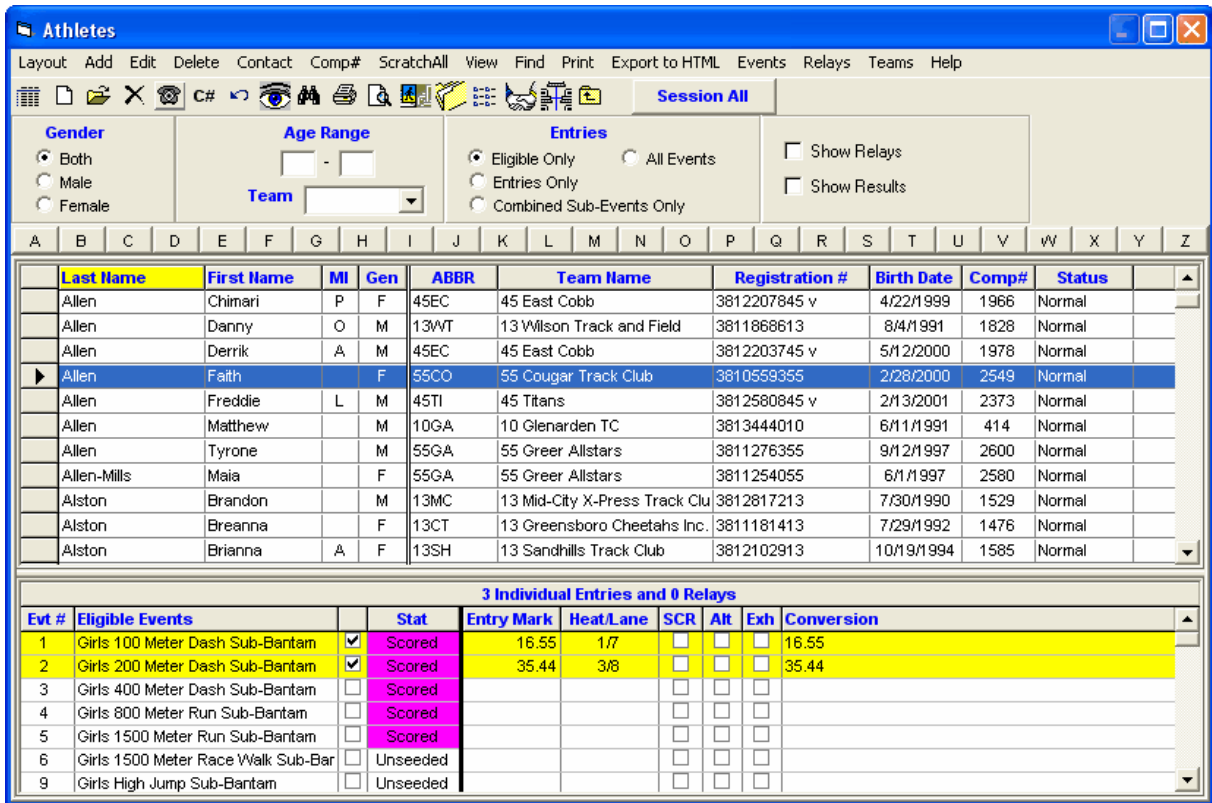 Athletes
Layout Add Edit Delete Contact Comp# ScratchAll View Find Print Export to HTML Events Relays Teams Help
C# Session All
Gender Age Range Entries
Both - Eligible Only All Events Show Relays
Male Entries Only Show Results
Female Team Combined Sub-Events Only
A B C D E F G H I J K L M N O P Q R S T U V W X Y Z
Last Name First Name MI Gen ABBR Team Name Registration # Birth Date Comp# Status
Allen Chimari P F 45EC 45 East Cobb 3812207845 v 4/22/1999 1966 Normal
Allen Danny O M 13WT 13 Wilson Track and Field 3811868613 8/4/1991 1828 Normal
Allen Derrik A M 45EC 45 East Cobb 3812203745 v 5/12/2000 1978 Normal
Allen Faith F 55CO 55 Cougar Track Club 3810559355 2/28/2000 2549 Normal
Allen Freddie L M 45TI 45 Titans 3812580845 v 2/13/2001 2373 Normal
Allen Matthew M 10GA 10 Glenarden TC 3813444010 6/11/1991 414 Normal
Allen Tyrone M 55GA 55 Greer Allstars 3811276355 9/12/1997 2600 Normal
Allen-Mills Maia F 55GA 55 Greer Allstars 3811254055 6/1/1997 2580 Normal
Alston Brandon M 13MC 13 Mid-City X-Press Track Clu 3812817213 7/30/1990 1529 Normal
Alston Breanna F 13CT 13 Greensboro Cheetahs Inc. 3811181413 7/29/1992 1476 Normal
Alston Brianna A F 13SH 13 Sandhills Track Club 3812102913 10/19/1994 1585 Normal
3 Individual Entries and 0 Relays
Evt # Eligible Events Stat Entry Mark Heat/Lane SCR Alt Exh Conversion
1 Girls 100 Meter Dash Sub-Bantam Scored 16.55 1/7 16.55
2 Girls 200 Meter Dash Sub-Bantam Scored 35.44 3/8 35.44
3 Girls 400 Meter Dash Sub-Bantam Scored
4 Girls 800 Meter Run Sub-Bantam Scored
5 Girls 1500 Meter Run Sub-Bantam Scored
6 Girls 1500 Meter Race Walk Sub-Bar Unseeded
9 Girls High Jump Sub-Bantam Unseeded